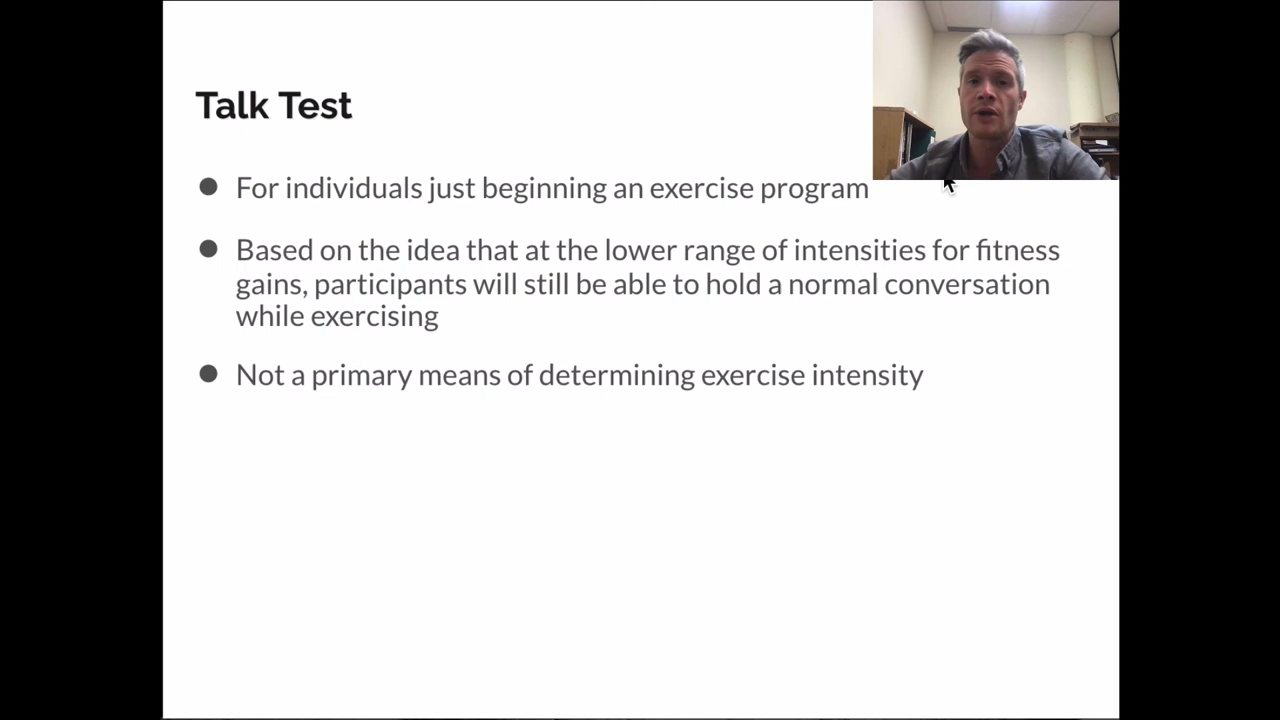 Talk Test
● For individuals just beginning an exercise program
● Based on the idea that at the lower range of intensities for fitness
gains, participants will still be able to hold a normal conversation
while exercising
● Not a primary means of determining exercise intensity